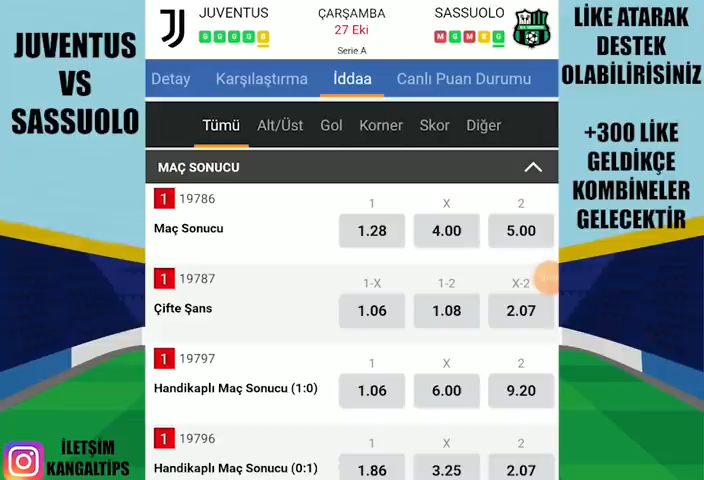 JUVENTUS
VS
SASSUOLO
JUVENTUS
G G G G B
ÇARŞAMBA
27 Eki
Serie A
SASSUOLO
M G M B G
Detay Karşılaştırma İddaa Canlı Puan Durumu
Tümü Alt/Üst Gol Korner Skor Diğer
MAÇ SONUCU
1 19786 1 X 2
Maç Sonucu 1.28 4.00 5.00
1 19787 1-X 1-2 X-2
Çifte Şans 1.06 1.08 2.07
1 19797 1 X 2
Handikaplı Maç Sonucu (1:0) 1.06 6.00 9.20
1 19796 1 X 2
Handikaplı Maç Sonucu (0:1) 1.86 3.25 2.07
LİKE ATARAK
DESTEK
OLABİLİRİSİNİZ
+300 LİKE
GELDİKÇE
KOMBİNELER
GELECEKTİR
İLETŞİM
KANGALTİPS